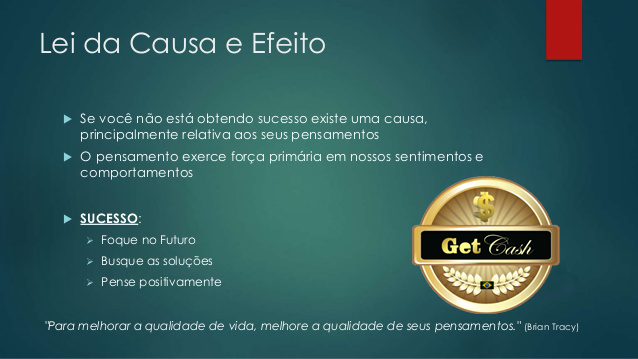 Lei da Causa e Efeito
Se você não está obtendo sucesso existe uma causa,
principalmente relativa aos seus pensamentos
O pensamento exerce força primária em nossos sentimentos e
comportamentos
SUCESSO:
Foque no Futuro
Busque as soluções
Pense positivamente
$
Get Cash
"Para melhorar a qualidade de vida, melhore a qualidade de seus pensamentos." (Brian Tracy)